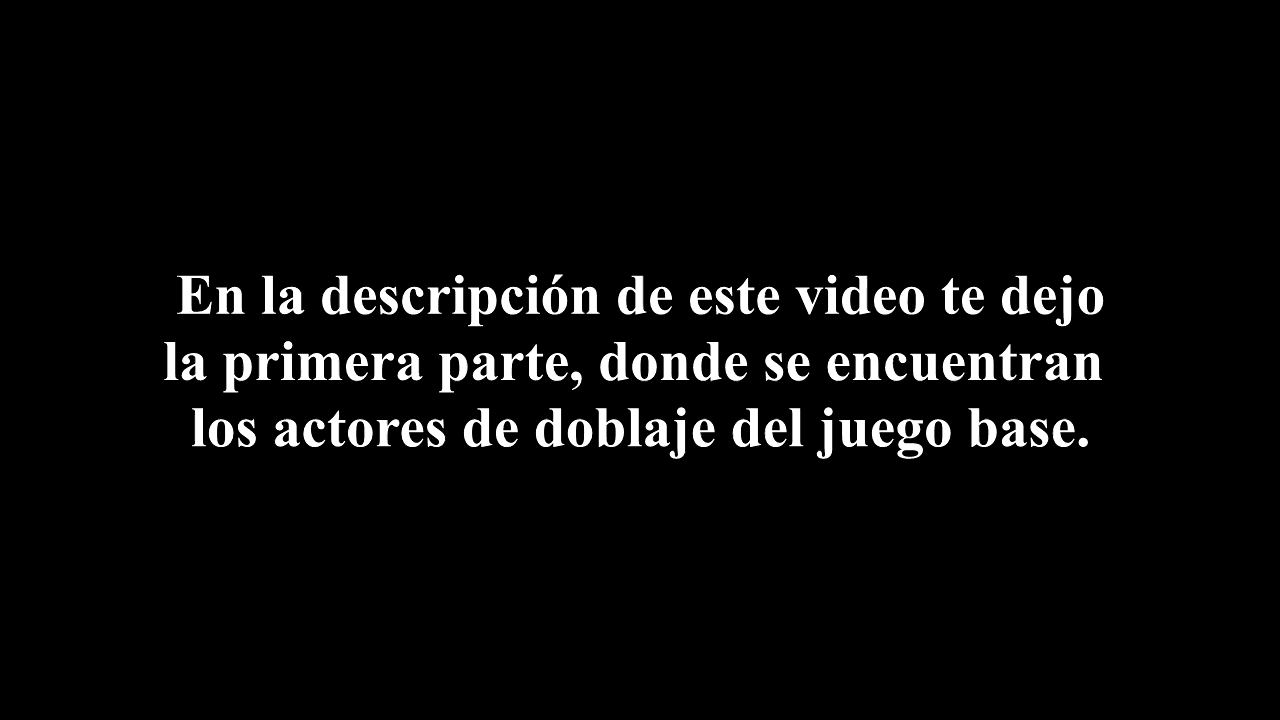 En la descripción de este video te dejo
la primera parte, donde se encuentran
los actores de doblaje del juego base.